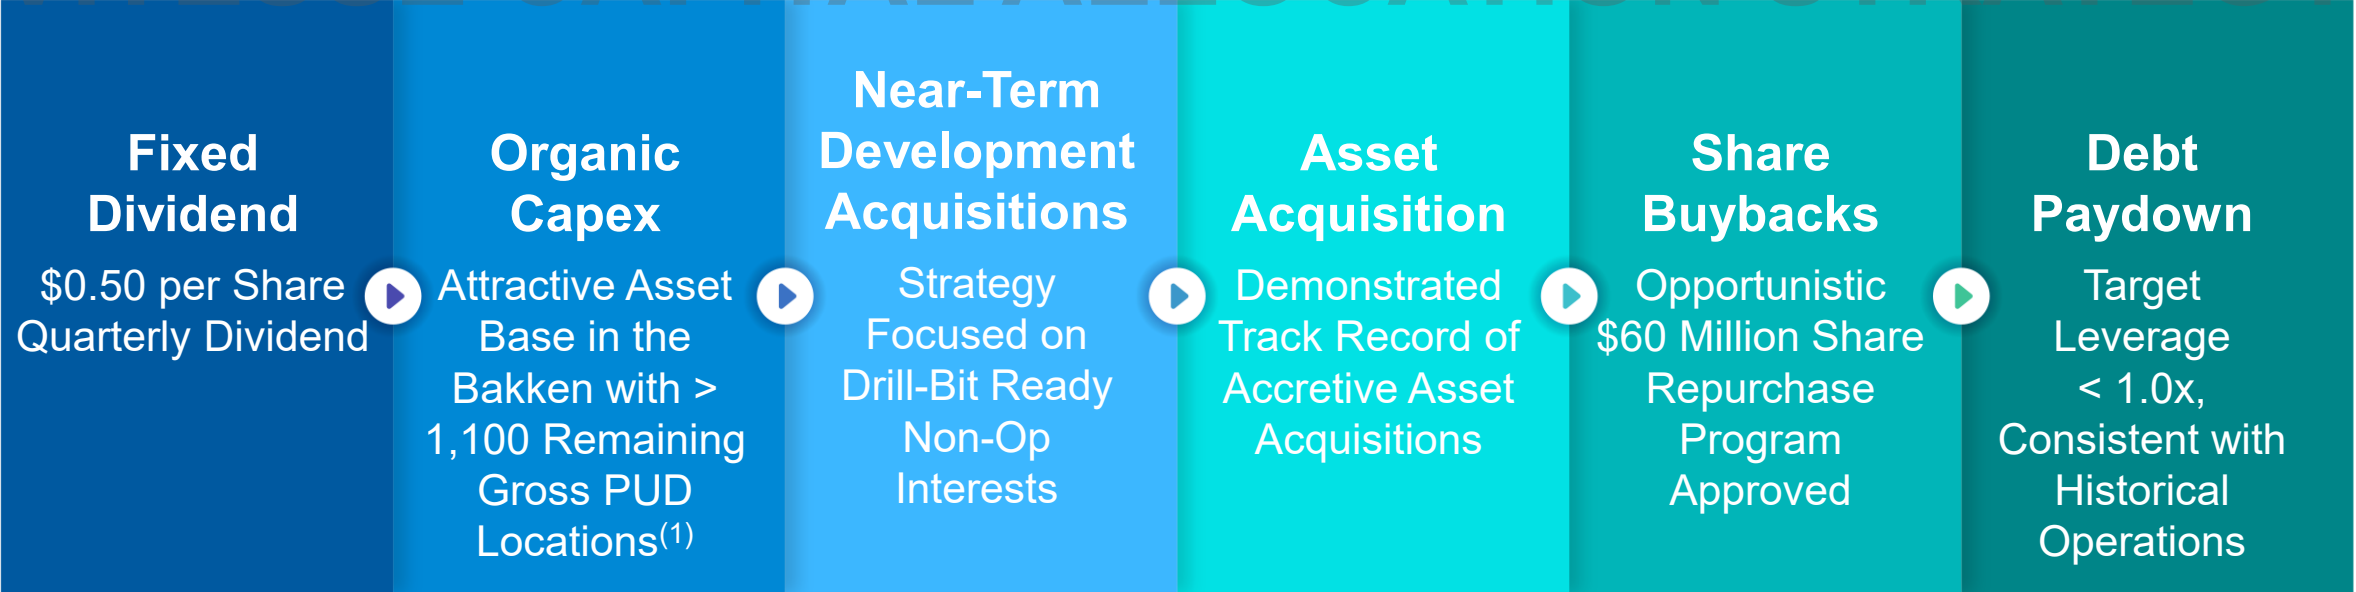 Fixed
Dividend
$0.50 per Share
Quarterly Dividend
Organic
Capex
Attractive Asset
Base in the
Bakken with >
1,100 Remaining
Gross PUD
Locations(1)
Near-Term
Development
Acquisitions
Strategy
Focused on
Drill-Bit Ready
Non-Op
Interests
Asset
Acquisition
Demonstrated
Track Record of
Accretive Asset
Acquisitions
Share
Buybacks
Opportunistic
$60 Million Share
Repurchase
Program
Approved
Debt
Paydown
Target
Leverage
< 1.0x,
Consistent with
Historical
Operations